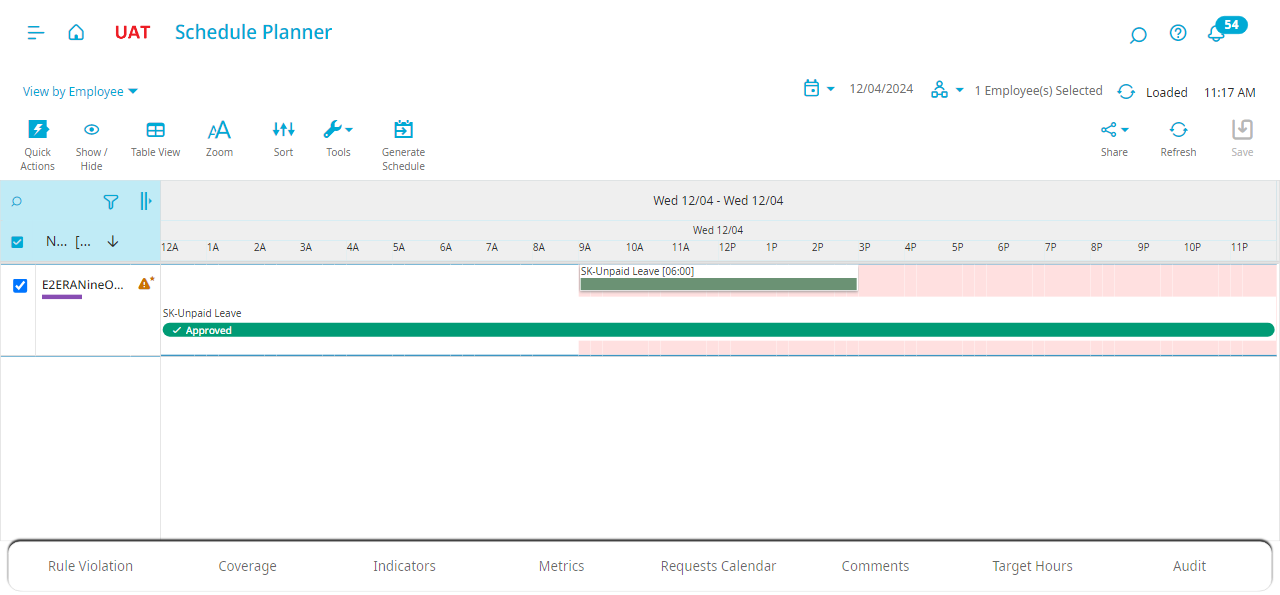 UAT Schedule Planner 54
View by Employee 12/04/2024 1 Employee(s) Selected Loaded 11:17 AM
Quick Actions Show / Hide Table View Zoom Sort Tools Generate Schedule Share Refresh Save
Wed 12/04 - Wed 12/04
Wed 12/04
N... [...
12A 1A 2A 3A 4A 5A 6A 7A 8A 9A 10A 11A 12P 1P 2P 3P 4P 5P 6P 7P 8P 9P 10P 11P
SK-Unpaid Leave [06:00]
E2ERANineO...
SK-Unpaid Leave
Approved
Rule Violation Coverage Indicators Metrics Requests Calendar Comments Target Hours Audit